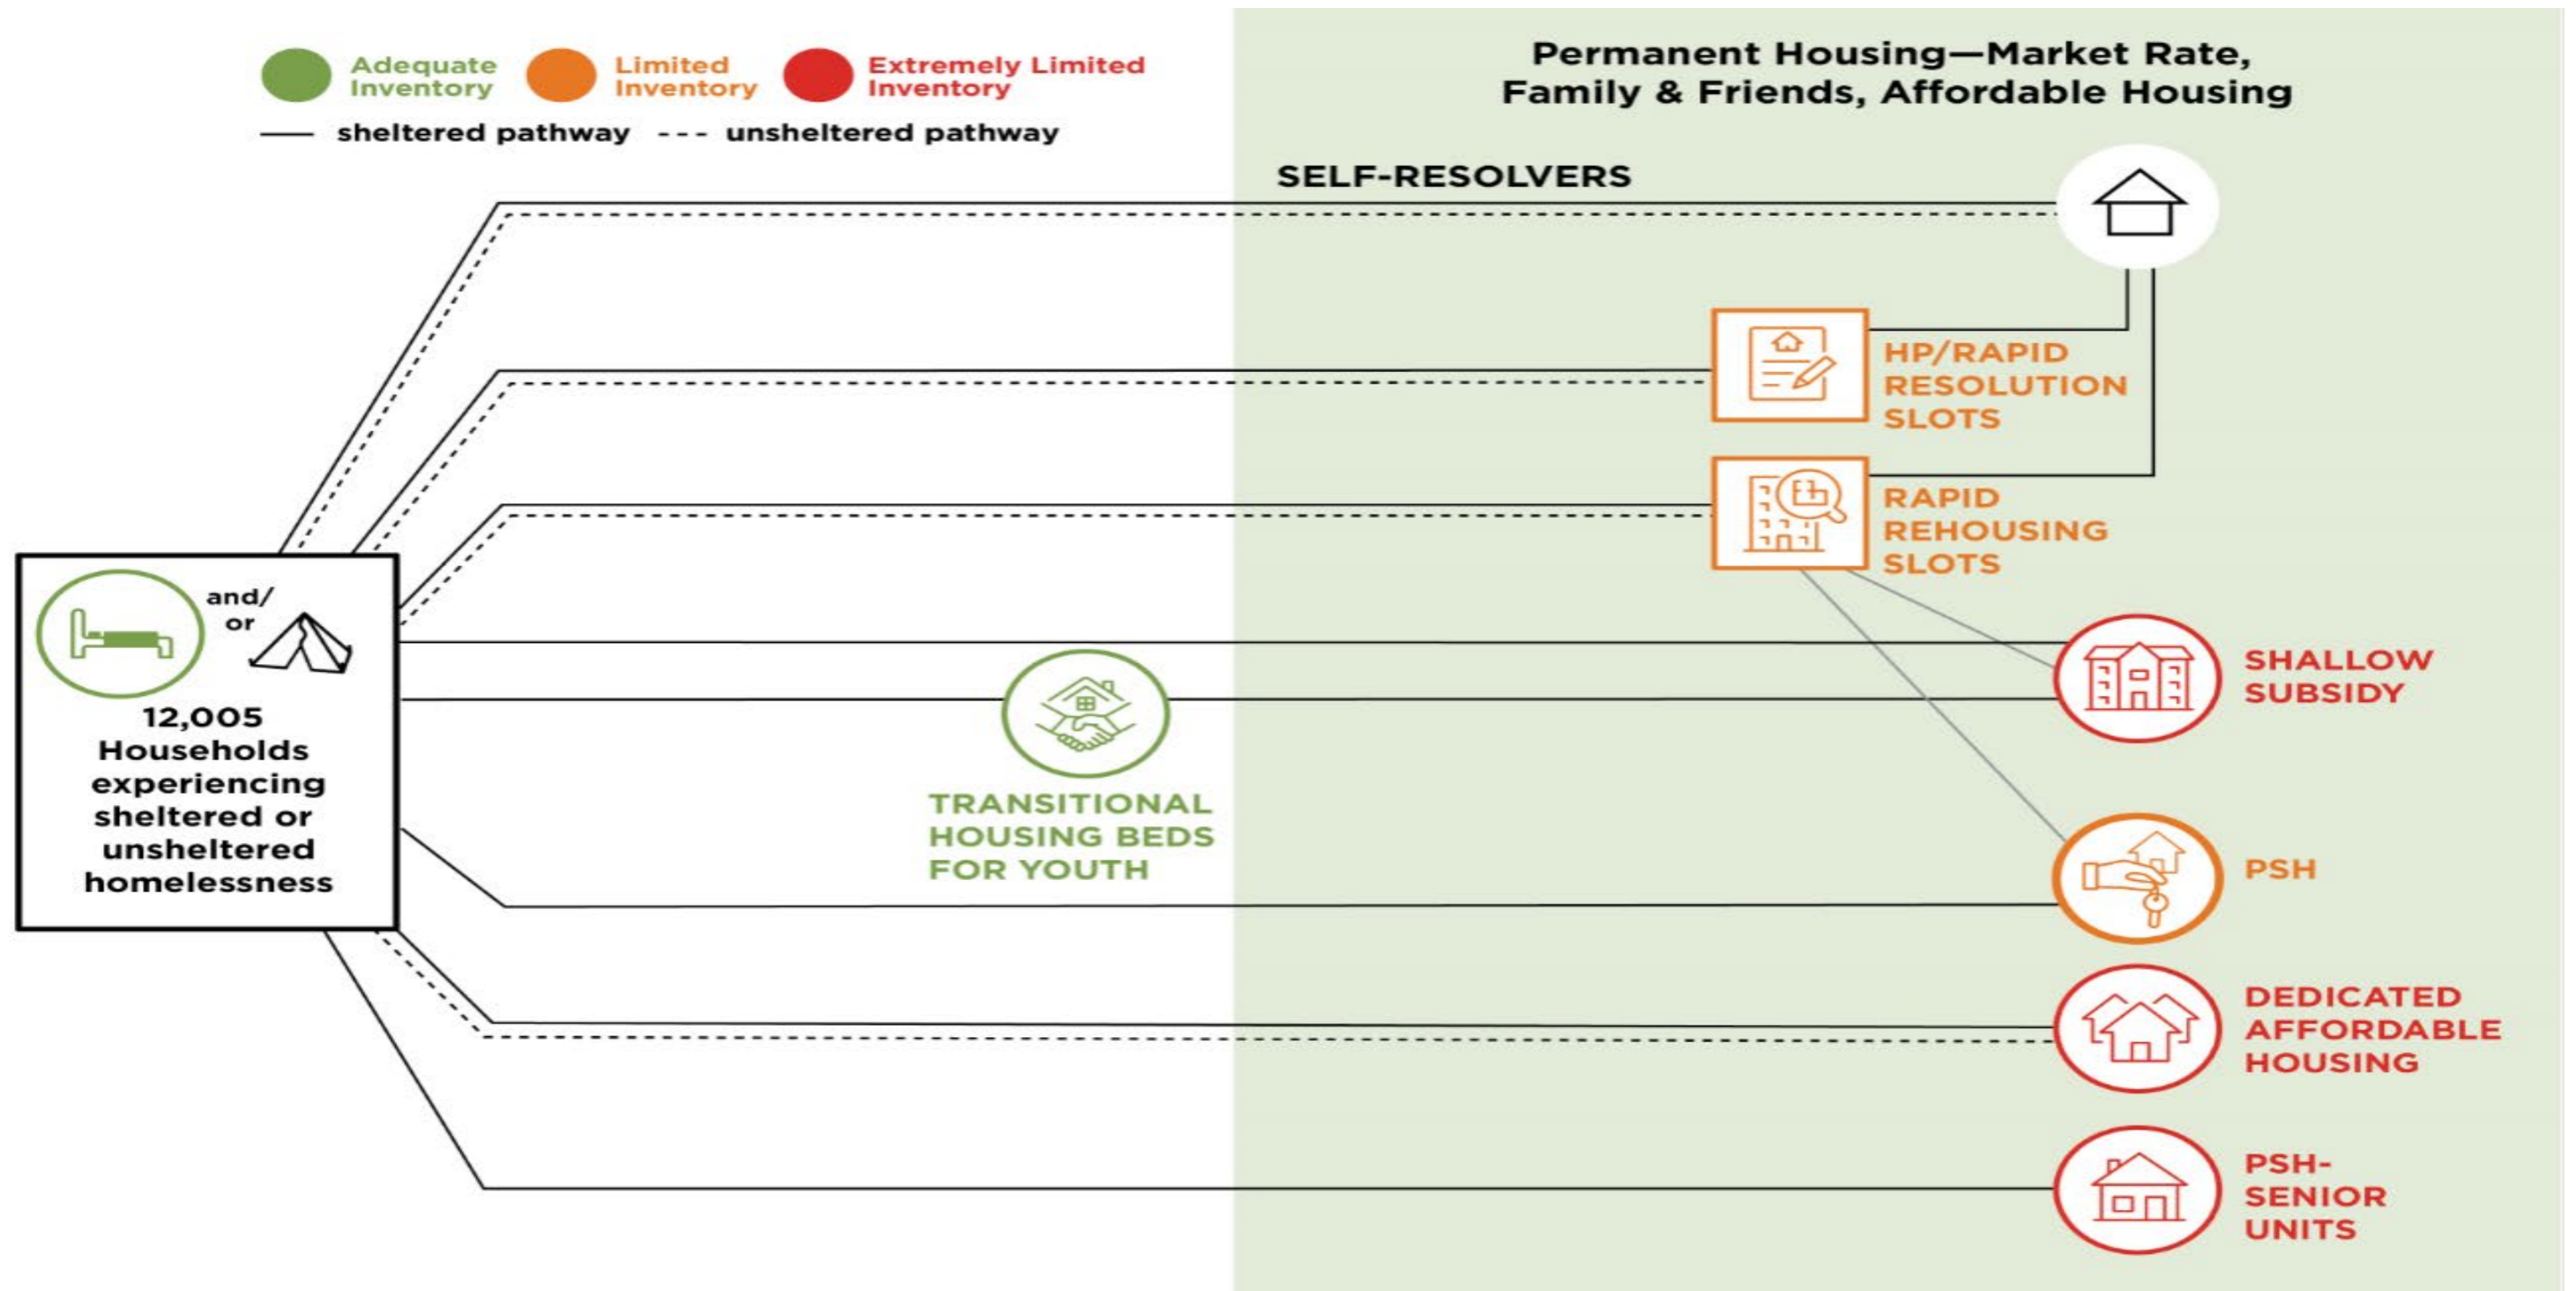 Adequate
Inventory
Limited
Inventory
Extremely Limited
Inventory
sheltered pathway
unsheltered pathway
Permanent Housing—Market Rate,
Family & Friends, Affordable Housing
SELF-RESOLVERS
HP/RAPID
RESOLUTION
SLOTS
RAPID
REHOUSING
SLOTS
and/
or
12,005
Households
experiencing
sheltered or
unsheltered
homelessness
TRANSITIONAL
HOUSING BEDS
FOR YOUTH
SHALLOW
SUBSIDY
PSH
DEDICATED
AFFORDABLE
HOUSING
PSH-
SENIOR
UNITS